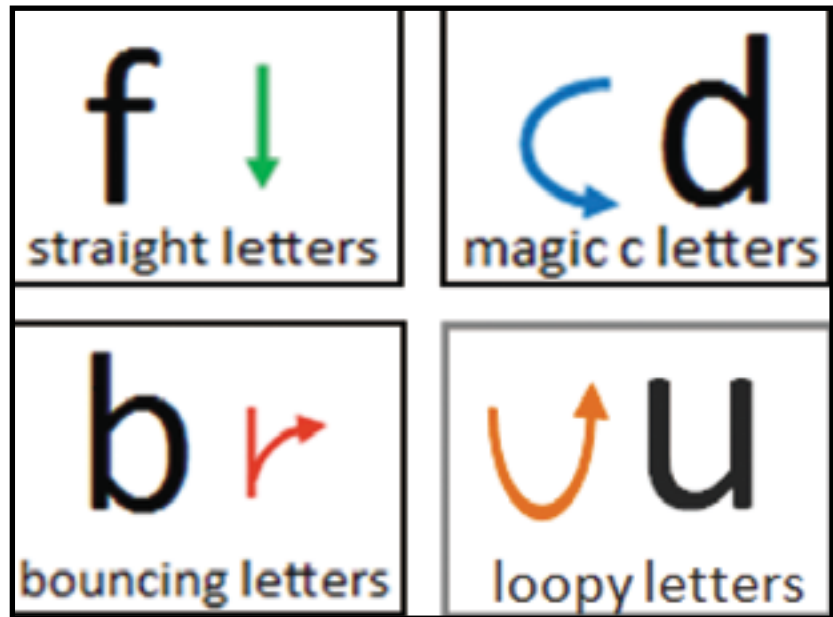 f
straight letters
d
magic c letters
b
bouncing letters
u
loopy letters